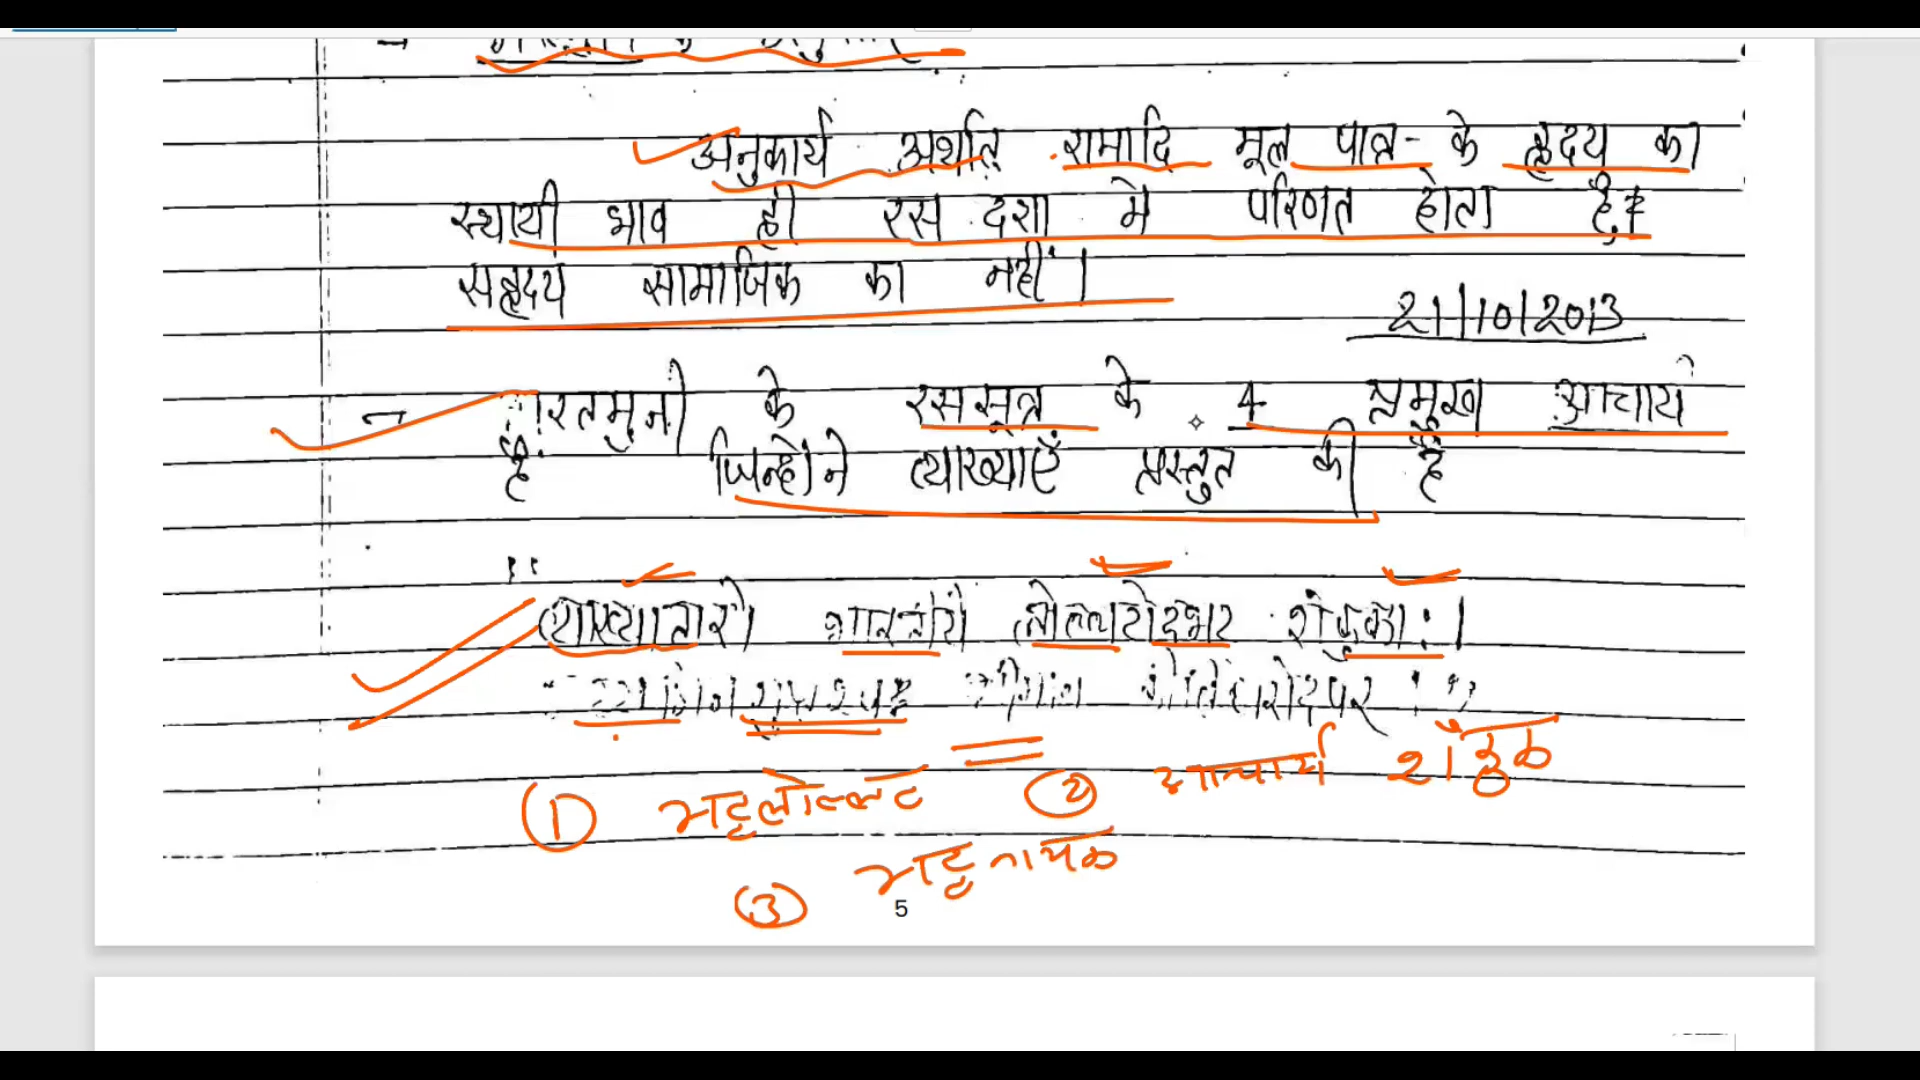 अनुकार्य अर्थात् रामादि मूल पात्र - के हृदय का
स्थायी भाव ही रस दशा मे परिणत होता है,
सहृदय सामाजिक का नहीं ।
21/10/2013
→ भरतमुनी के रससूत्र के 4 प्रमुख आचार्य
है जिन्होंने व्याख्याएँ प्रस्तुत की है
"
व्याख्यातारो भारतीये लोल्लटोद्भट शंकुकाः ।
① भट्टलोल्लट ② आचार्य शंकुक
③ भट्टनायक
5